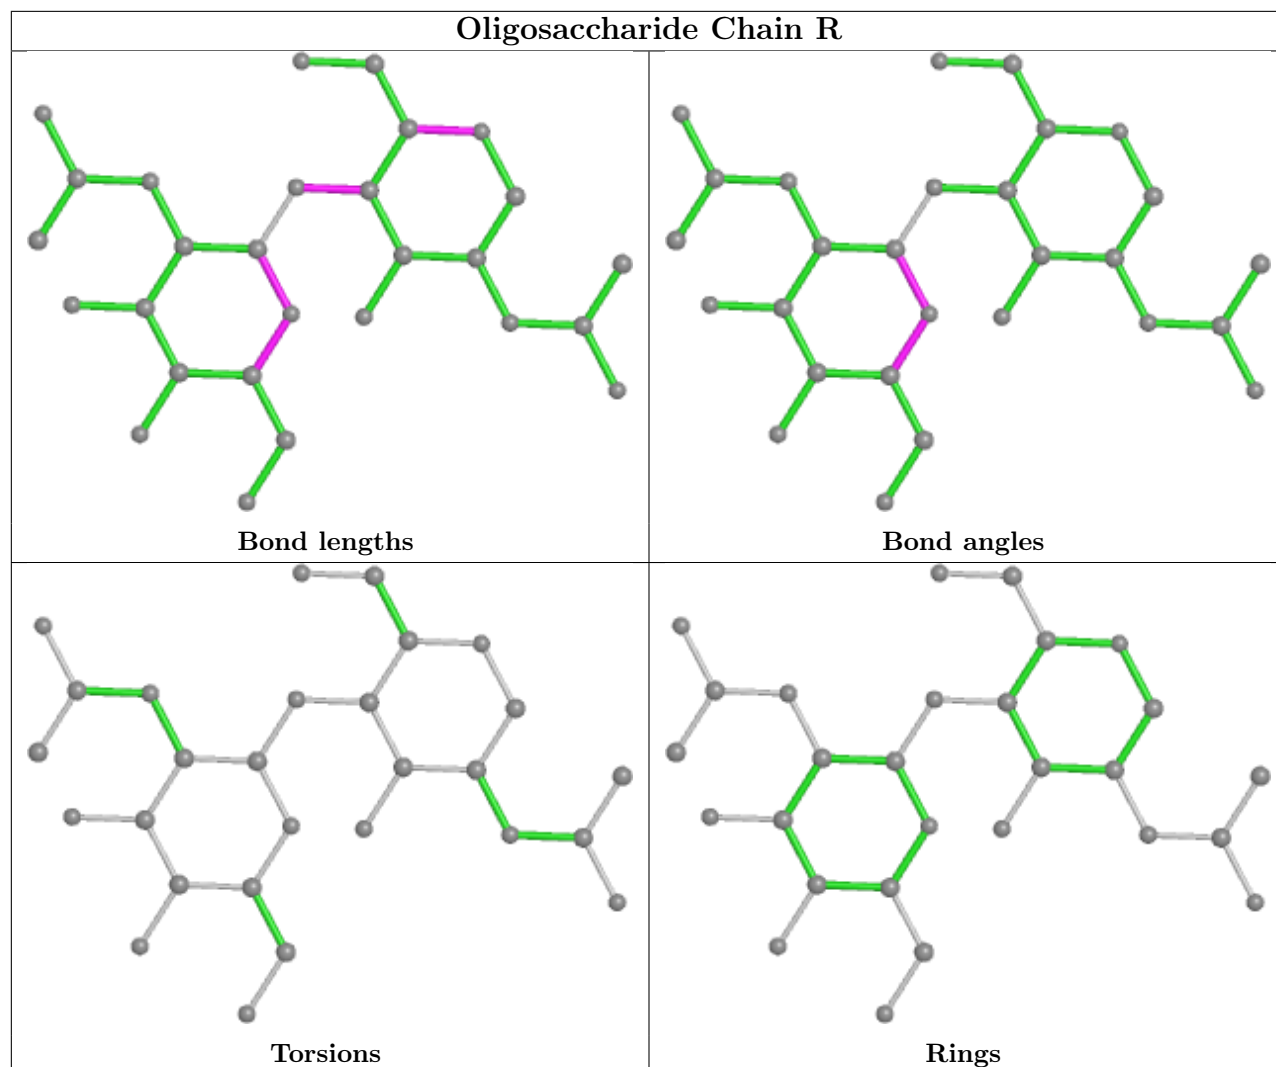 Oligosaccharide Chain R
Bond lengths
Bond angles
Torsions
Rings